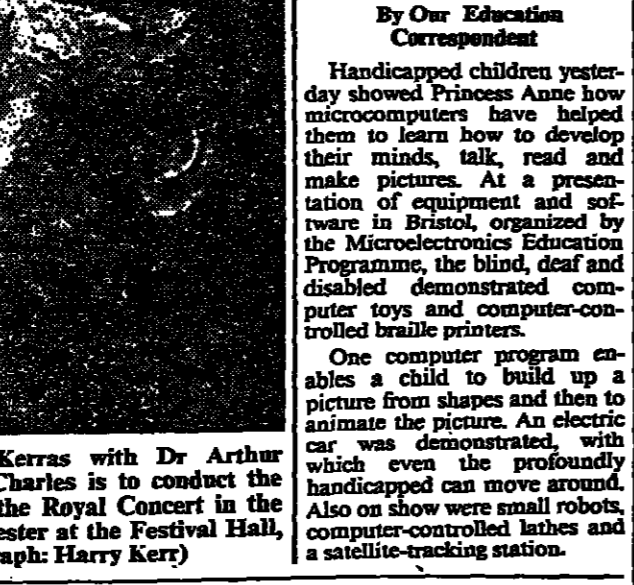 By Our Education
Correspondent
Handicapped children yester-
day showed Princess Anne how
microcomputers have helped
them to learn how to develop
their minds, talk, read and
make pictures. At a presen-
tation of equipment and sof-
tware in Bristol, organized by
the Microelectronics Education
Programme, the blind, deaf and
disabled demonstrated com-
puter toys and computer-con-
trolled braille printers.
One computer program en-
ables a child to build up a
picture from shapes and then to
animate the picture. An electric
car was demonstrated, with
which even the profoundly
handicapped can move around.
Also on show were small robots,
computer-controlled lathes and
a satellite-tracking station.
Kerras with Dr Arthur
Charles is to conduct the
the Royal Concert in the
ester at the Festival Hall,
raph: Harry Kerr)